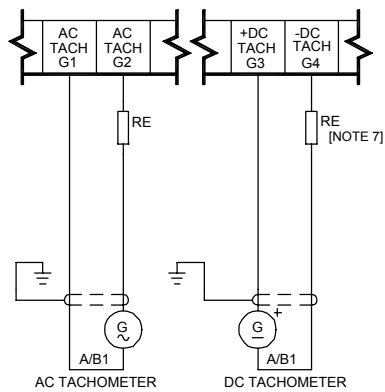 AC
TACH
G1
AC
TACH
G2
+DC
TACH
G3
-DC
TACH
G4
RE
RE
[NOTE 7]
G
~
A/B1
AC TACHOMETER
+
G
–
A/B1
DC TACHOMETER